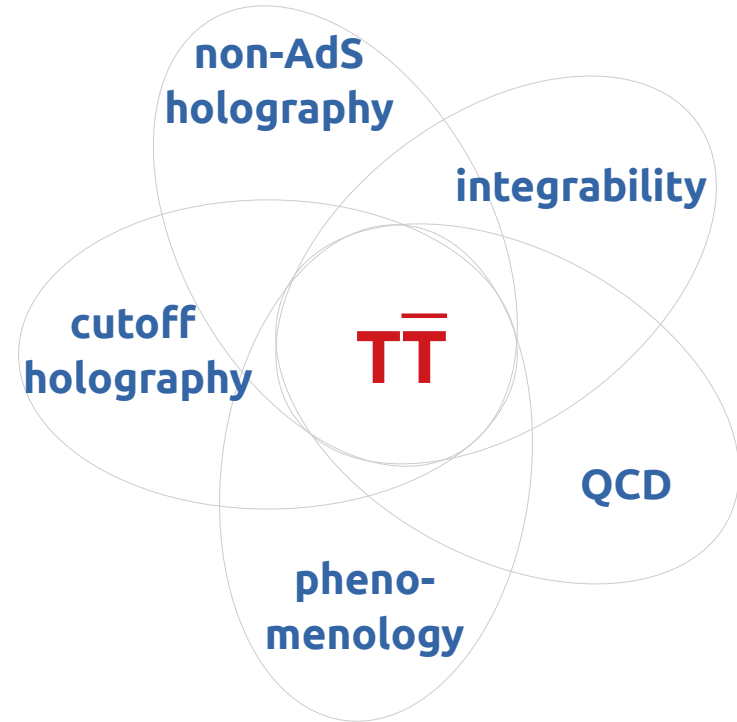 non-AdS
holography
integrability
cutoff
holography
TT̅
QCD
pheno-
menology